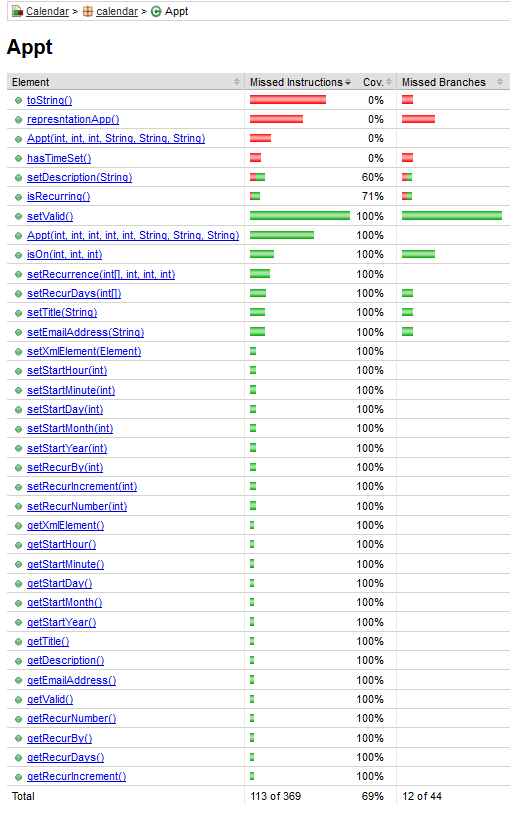 Calendar > calendar > Appt
Appt
Element Missed Instructions Cov. Missed Branches
toString() 0%
represntationApp() 0%
Appt(int, int, int, String, String, String) 0%
hasTimeSet() 0%
setDescription(String) 60%
isRecurring() 71%
setValid() 100%
Appt(int, int, int, int, int, String, String, String) 100%
isOn(int, int, int) 100%
setRecurrence(int[], int, int, int) 100%
setRecurDays(int[]) 100%
setTitle(String) 100%
setEmailAddress(String) 100%
setXmlElement(Element) 100%
setStartHour(int) 100%
setStartMinute(int) 100%
setStartDay(int) 100%
setStartMonth(int) 100%
setStartYear(int) 100%
setRecurBy(int) 100%
setRecurIncrement(int) 100%
setRecurNumber(int) 100%
getXmlElement() 100%
getStartHour() 100%
getStartMinute() 100%
getStartDay() 100%
getStartMonth() 100%
getStartYear() 100%
getTitle() 100%
getDescription() 100%
getEmailAddress() 100%
getValid() 100%
getRecurNumber() 100%
getRecurBy() 100%
getRecurDays() 100%
getRecurIncrement() 100%
Total 113 of 369 69% 12 of 44